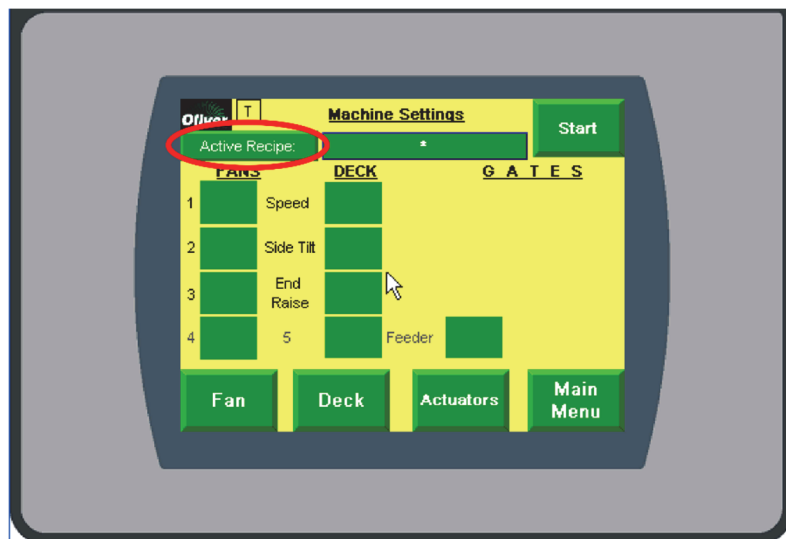 Oliver T Machine Settings Start
Active Recipe: *
FANS DECK G A T E S
1 Speed
2 Side Tilt
3 End
Raise
4 5 Feeder
Fan Deck Actuators Main
Menu